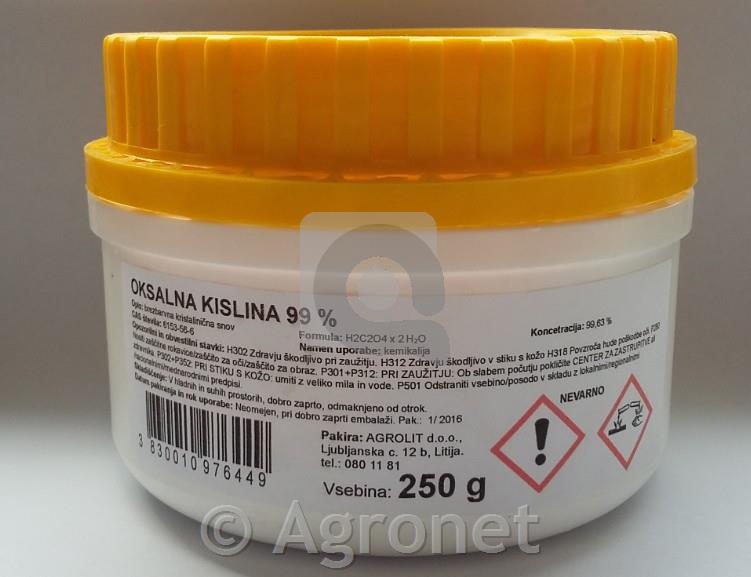 OKSALNA KISLINA 99 %
Opis: brezbarvna kristalinična snov
CAS številka: 6153-56-6
Formula: H2C2O4 x 2 H₂O
Koncetracija: 99,63 %
Namen uporabe: kemikalija
Opozorilni in obvestilni stavki: H302 Zdravju škodljivo pri zaužitju. H312 Zdravju škodljivo v stiku s kožo H318 Povzroča hude poškodbe oči. P280
Nositi zaščitne rokavice/zaščito za oči/zaščito za obraz. P301+P312: PRI ZAUŽITJU: Ob slabem počutju pokličite CENTER ZA ZASTRUPITVE ali
zdravnika. P302+P352: PRI STIKU S KOŽO: umiti z veliko mila in vode. P501 Odstraniti vsebino/posodo v skladu z lokalnimi/regionalnimi
/nacionalnimi/mednarodnimi predpisi.
Skladiščenje: V hladnih in suhih prostorih, dobro zaprto, odmaknjeno od otrok.
Datum pakiranja in rok uporabe: Neomejen, pri dobro zaprti embalaži. Pak.: 1/ 2016
NEVARNO
3 830010 976449
Pakira: AGROLIT d.o.o.,
Ljubljanska c. 12 b, Litija.
tel.: 080 11 81
Vsebina: 250 g
© Agronet